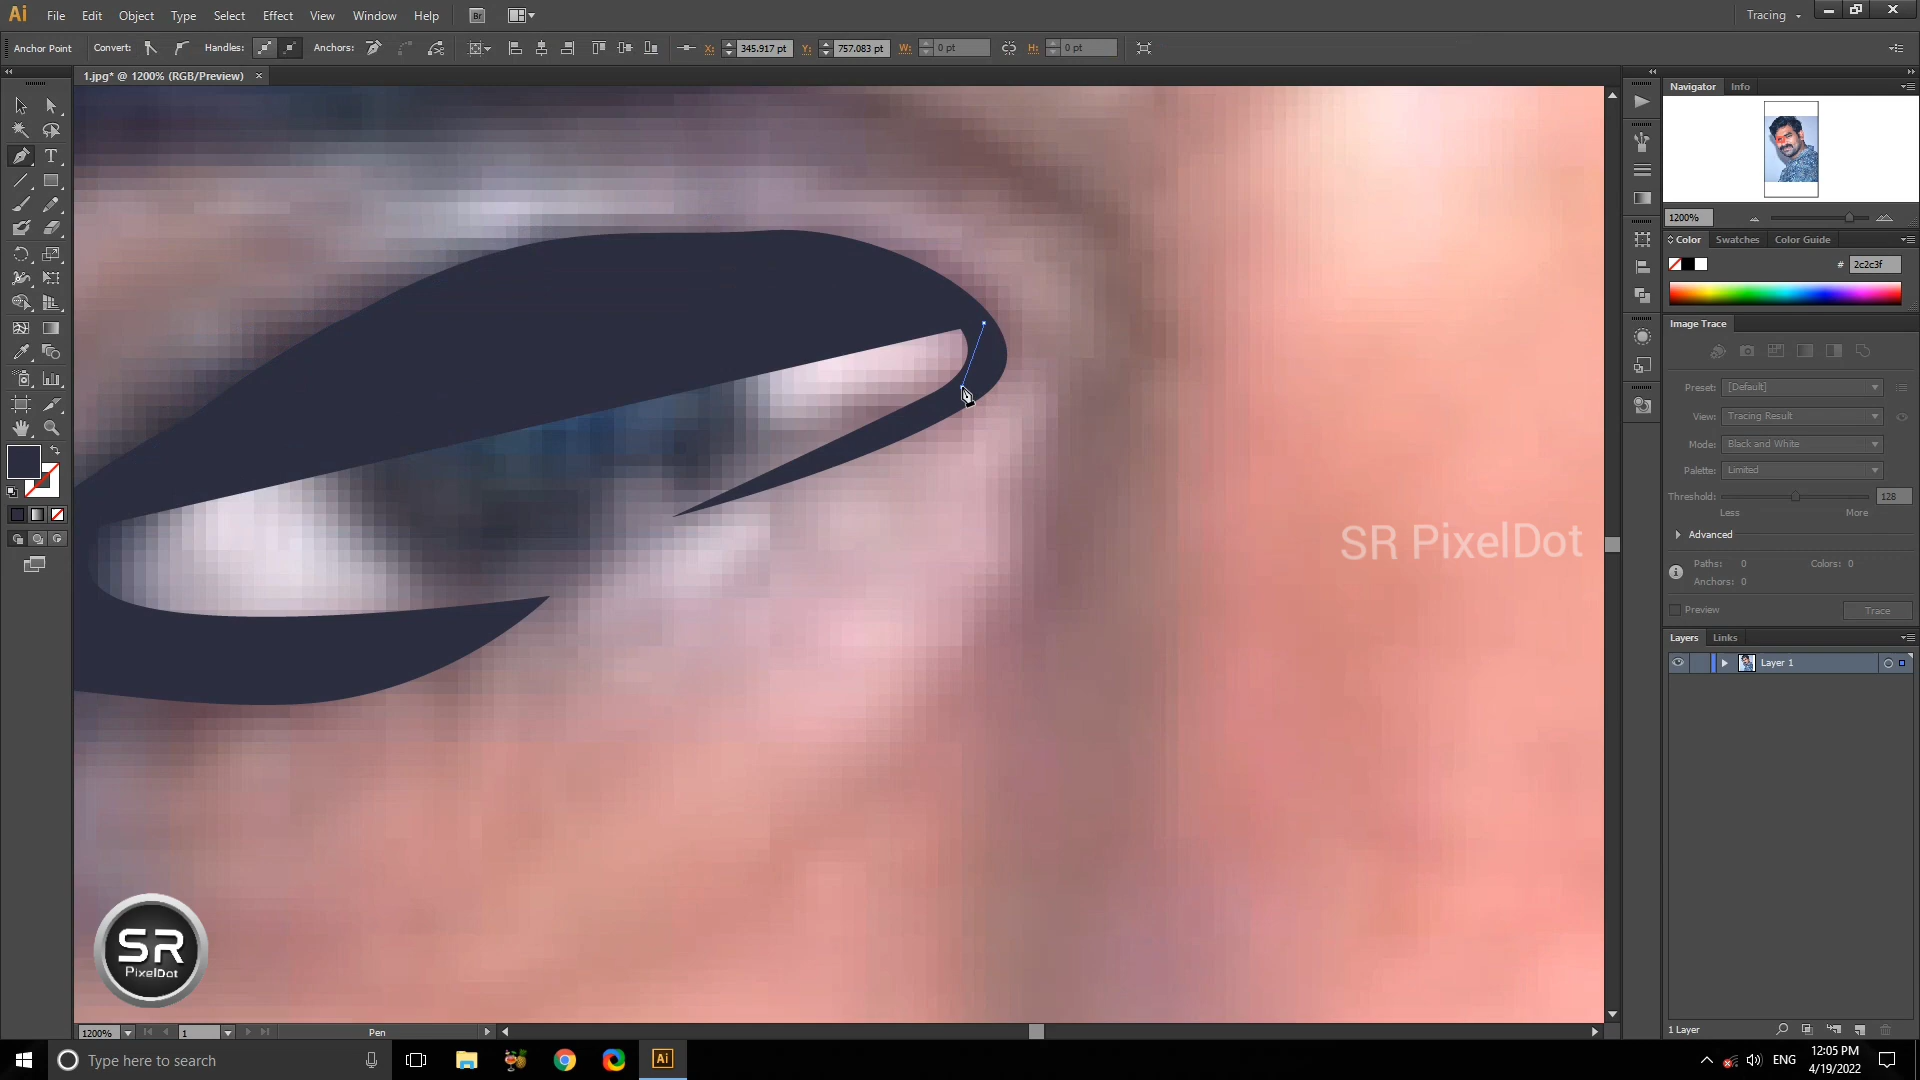 Ai File Edit Object Type Select Effect View Window Help Br Tracing
Anchor Point Convert: Handles: Anchors: X: 345.917 pt Y: 757.083 pt W: 0 pt H: 0 pt
1.jpg* @ 1200% (RGB/Preview)
Navigator Info
1200%
Color Swatches Color Guide
# 2c2c3f
Image Trace
Preset: [Default]
View: Tracing Result
Mode: Black and White
Palette: Limited
Threshold: 128
Less More
Advanced
Paths: 0 Colors: 0
Anchors: 0
Preview Trace
Layers Links
Layer 1
SR PixelDot
SR
PixelDot
1200% 1 Pen
1 Layer
Type here to search
Ai
ENG
12:05 PM
4/19/2022